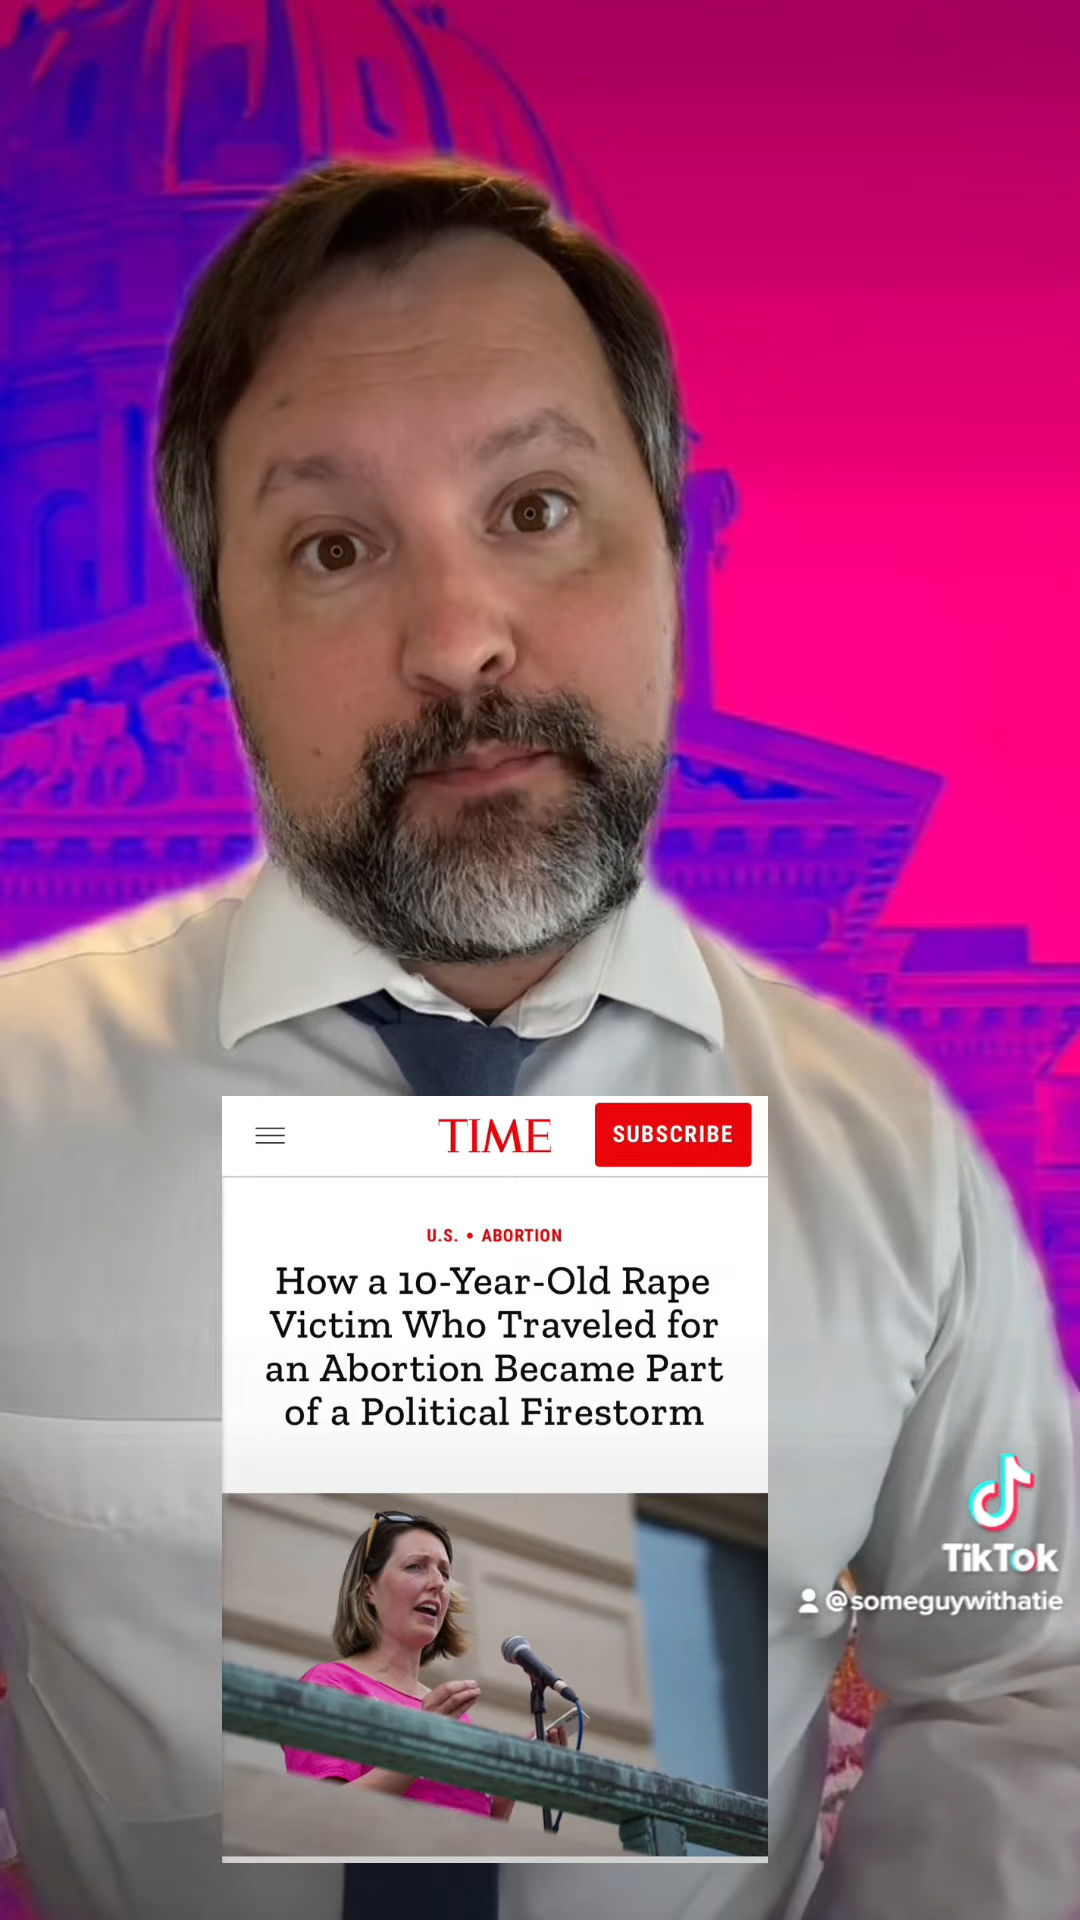 TIME
SUBSCRIBE
U.S. • ABORTION
How a 10-Year-Old Rape
Victim Who Traveled for
an Abortion Became Part
of a Political Firestorm
TikTok
@someguywithatie